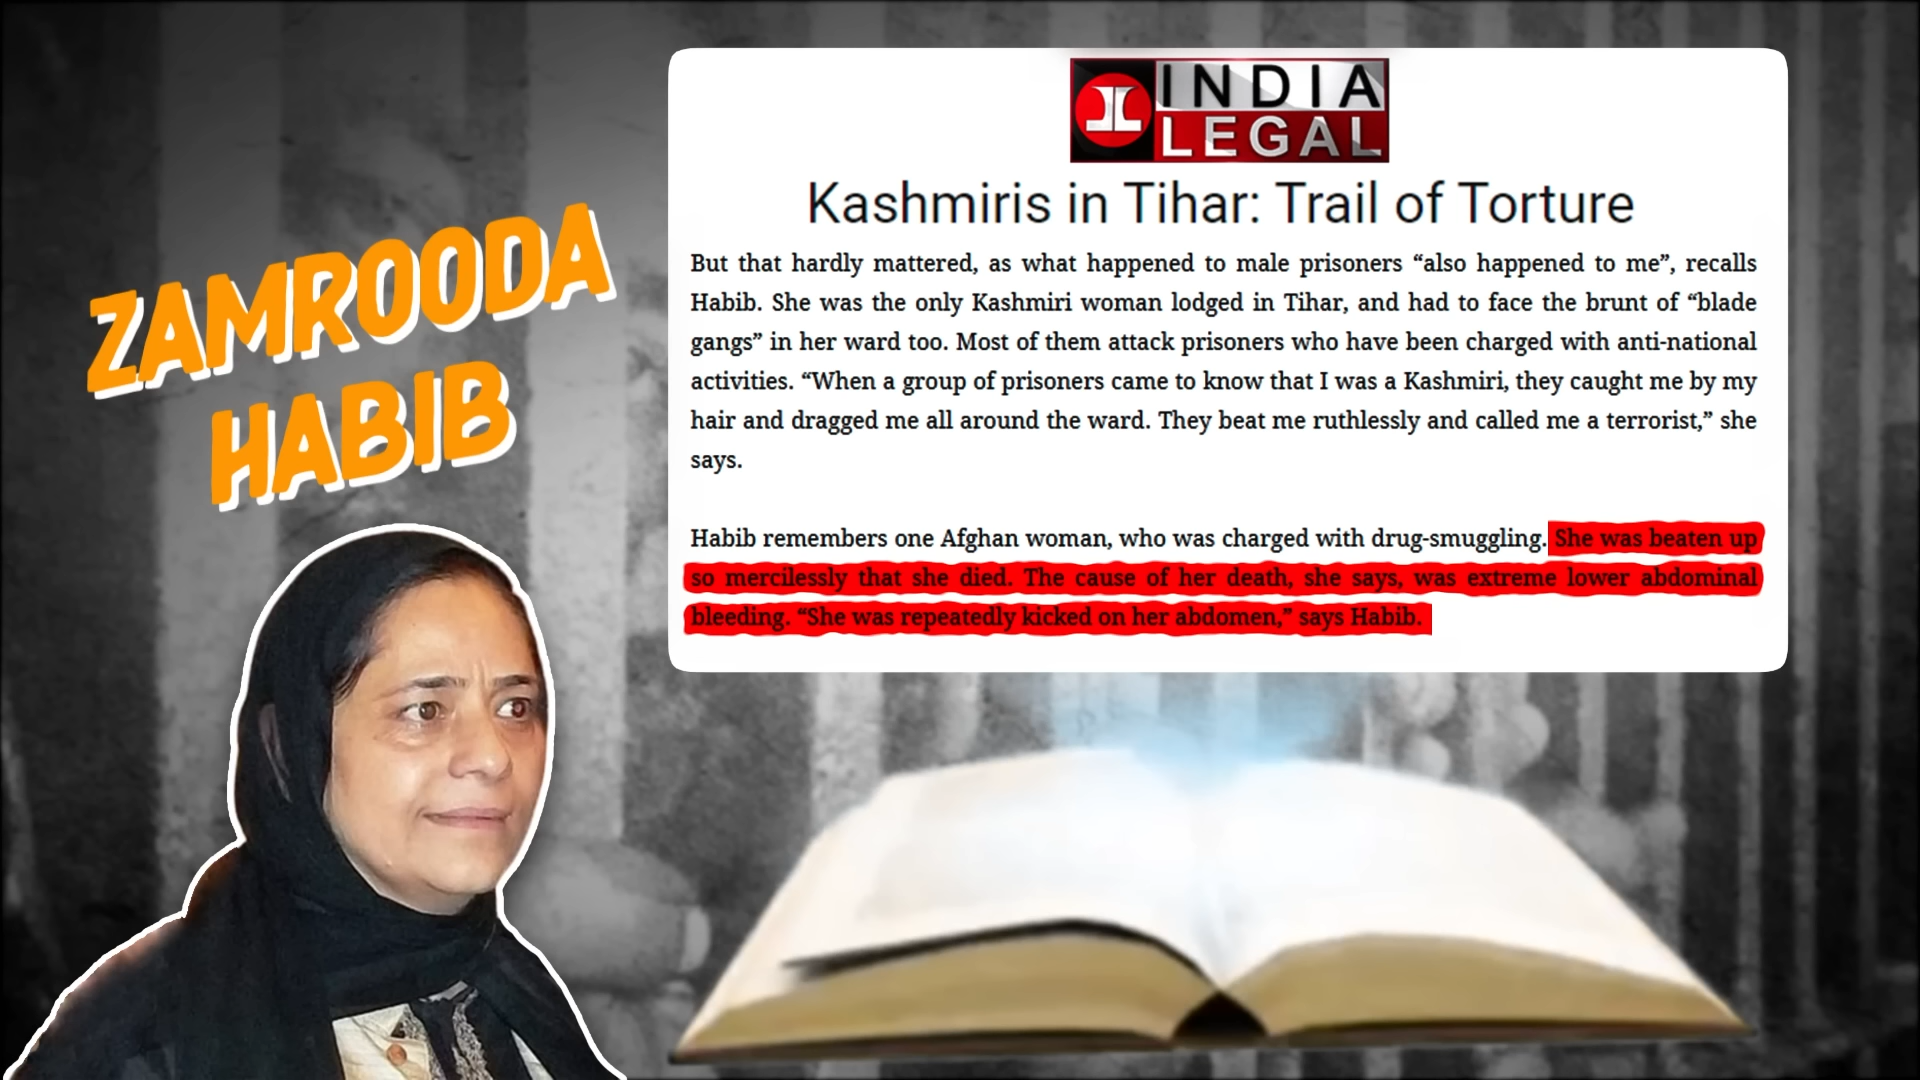 ZAMROODA
HABIB
INDIA
LEGAL
Kashmiris in Tihar: Trail of Torture
But that hardly mattered, as what happened to male prisoners “also happened to me”, recalls
Habib. She was the only Kashmiri woman lodged in Tihar, and had to face the brunt of “blade
gangs” in her ward too. Most of them attack prisoners who have been charged with anti-national
activities. “When a group of prisoners came to know that I was a Kashmiri, they caught me by my
hair and dragged me all around the ward. They beat me ruthlessly and called me a terrorist,” she
says.
Habib remembers one Afghan woman, who was charged with drug-smuggling. She was beaten up
so mercilessly that she died. The cause of her death, she says, was extreme lower abdominal
bleeding. “She was repeatedly kicked on her abdomen,” says Habib.